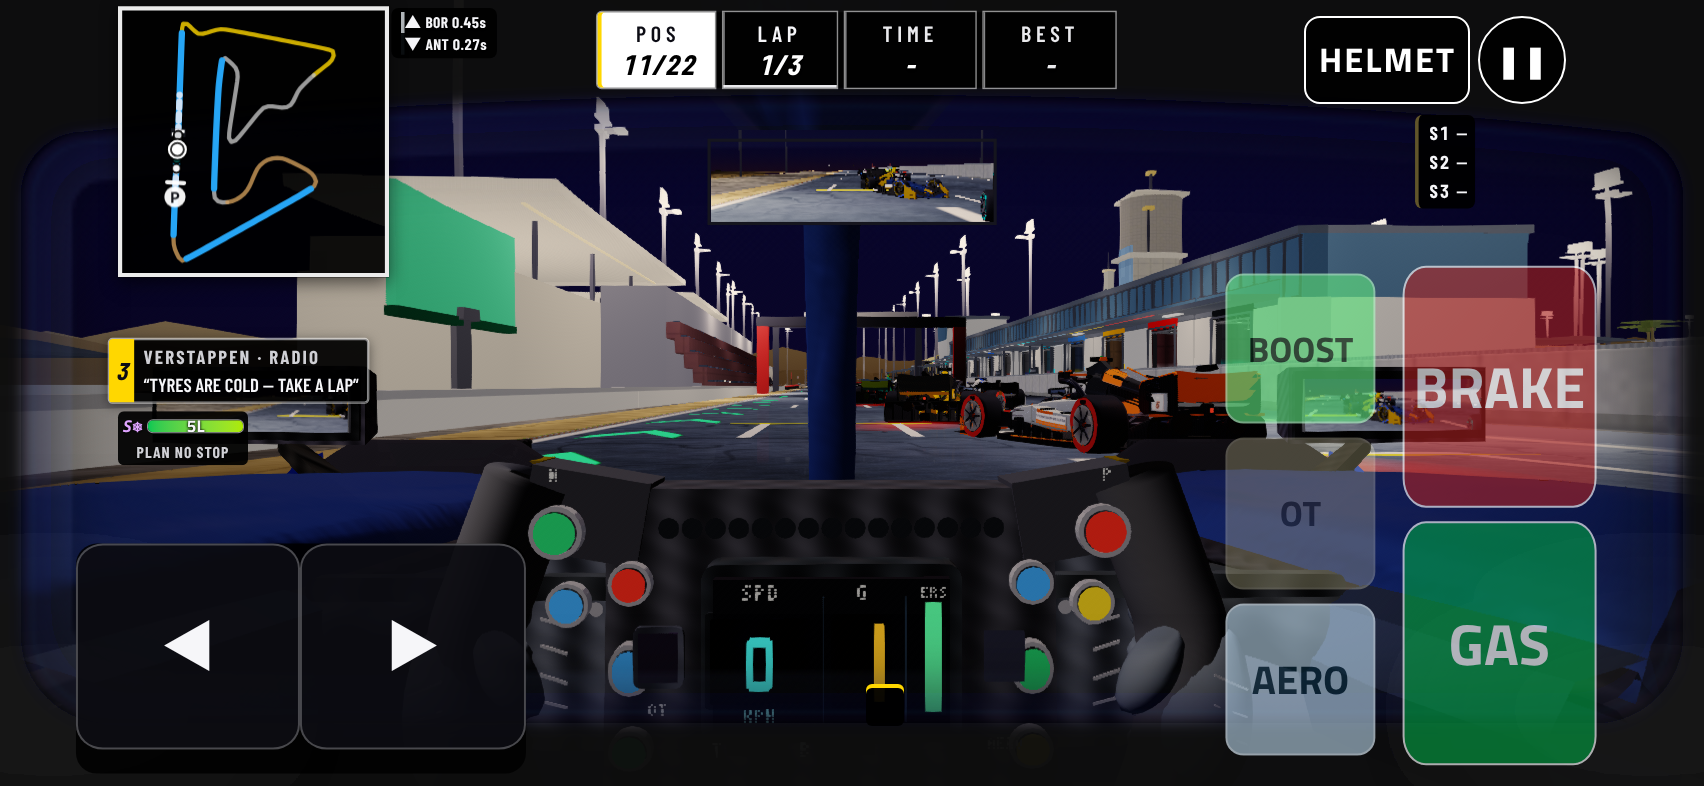 ▲ BOR 0.45s
▼ ANT 0.27s
POS
11/22
LAP
1/3
TIME
-
BEST
-
HELMET
S1 –
S2 –
S3 –
P
3
VERSTAPPEN · RADIO
“TYRES ARE COLD – TAKE A LAP”
S❄ 5L
PLAN NO STOP
BOOST
BRAKE
OT
GAS
AERO
N
P
SPD
G
ERS
0
KPH
OT